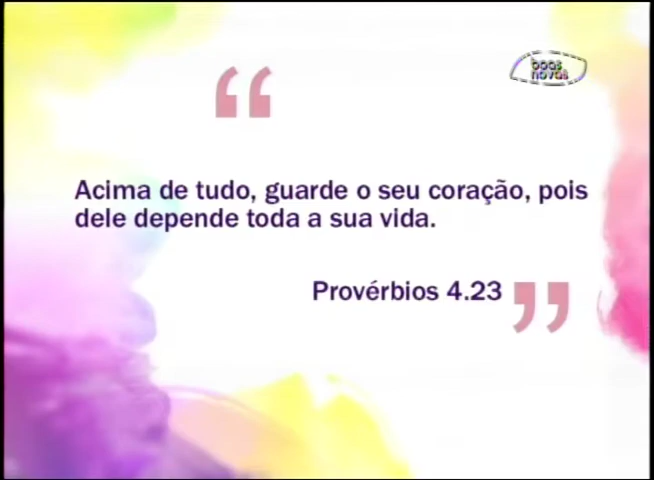 boas
novas
Acima de tudo, guarde o seu coração, pois
dele depende toda a sua vida.
Provérbios 4.23